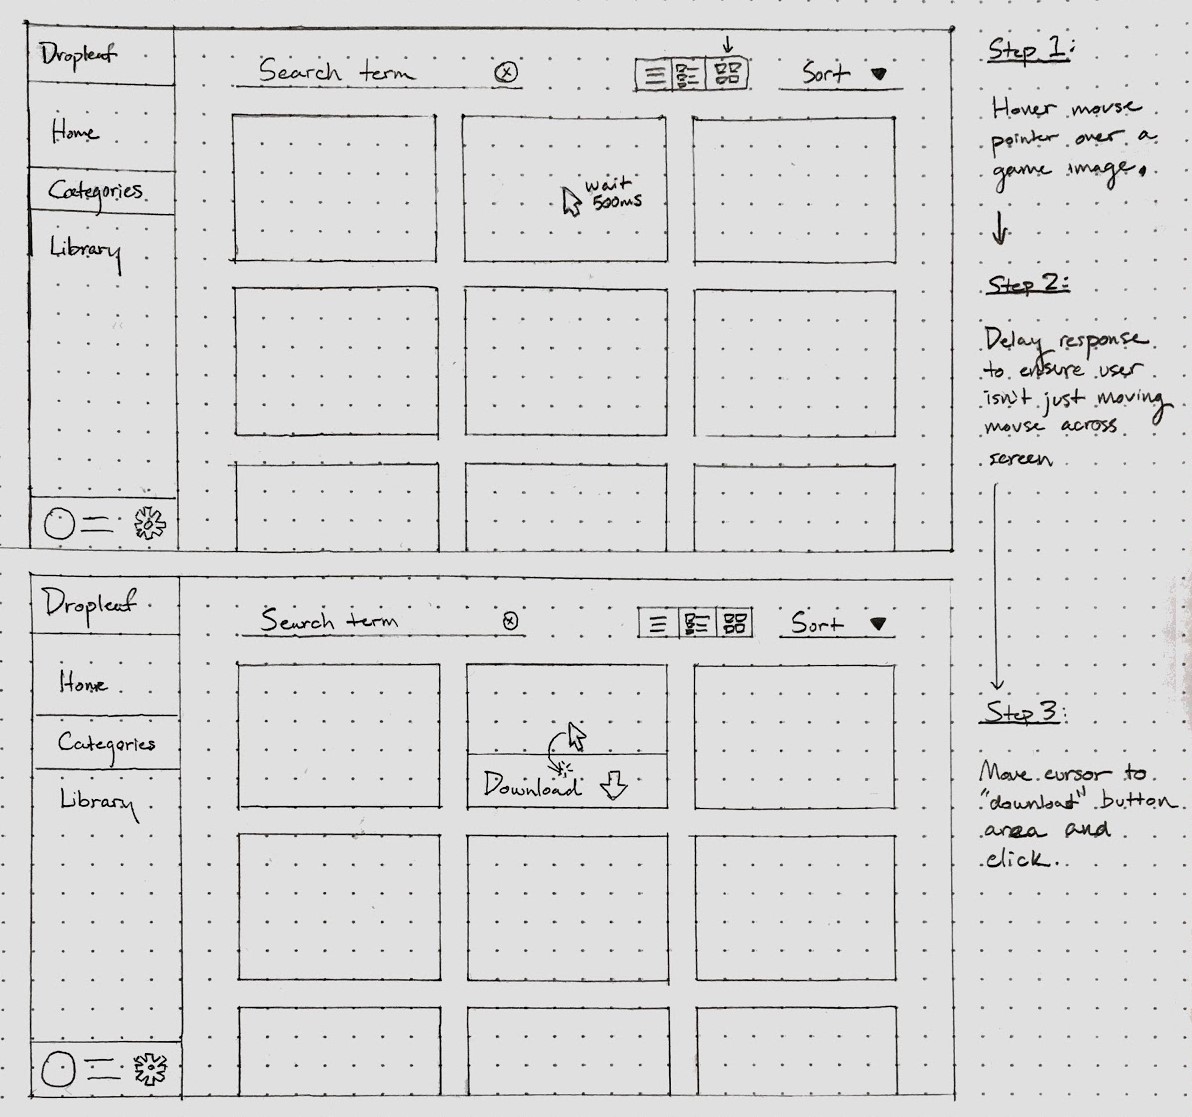 Dropleaf
Search term
Sort
Home
Categories
Library
wait
500ms
Step 1:
Hover mouse
pointer over a
game image.
Step 2:
Delay response
to ensure user
isn't just moving
mouse across
screen
Dropleaf
Search term
Sort
Home
Categories
Library
Download
Step 3:
Move cursor to
"download" button
area and
click.